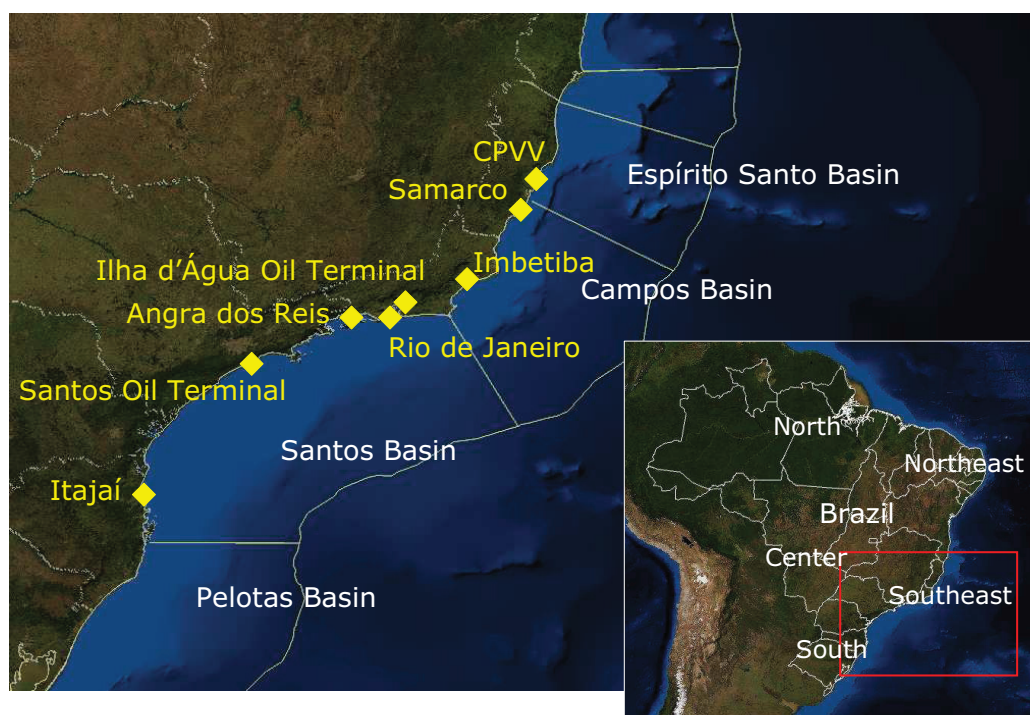 CPVV
Samarco
Espírito Santo Basin
Ilha d’Água Oil Terminal
Imbetiba
Campos Basin
Angra dos Reis
Rio de Janeiro
Santos Oil Terminal
Santos Basin
Itajaí
Pelotas Basin
North
Northeast
Brazil
Center
Southeast
South